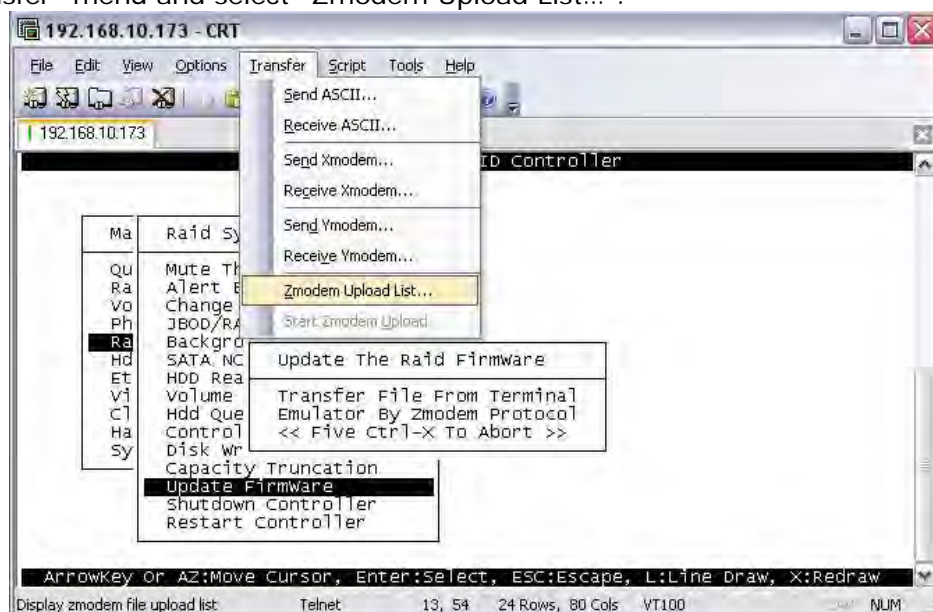 sfer" menu and select "Zmodem Upload List...".
192.168.10.173 - CRT
File Edit View Options Transfer Script Tools Help
Send ASCII...
Receive ASCII...
Send Xmodem...
Receive Xmodem...
Send Ymodem...
Receive Ymodem...
Zmodem Upload List...
Start Zmodem Upload
192.168.10.173
ID Controller
Ma
Qu
Ra
Vo
Ph
Ra
Hd
Et
Vi
Cl
Ha
Sy
Raid Sy
Mute Th
Alert B
Change
JBOD/RA
Backgro
SATA NC
HDD Rea
Volume
Hdd Que
Control
Disk Wr
Capacity Truncation
Update Firmware
Shutdown Controller
Restart Controller
Update The Raid Firmware
Transfer File From Terminal
Emulator By Zmodem Protocol
<< Five Ctrl-X To Abort >>
ArrowKey Or AZ:Move Cursor, Enter:Select, ESC:Escape, L:Line Draw, X:Redraw
Display zmodem file upload list Telnet 13, 54 24 Rows, 80 Cols VT100 NUM